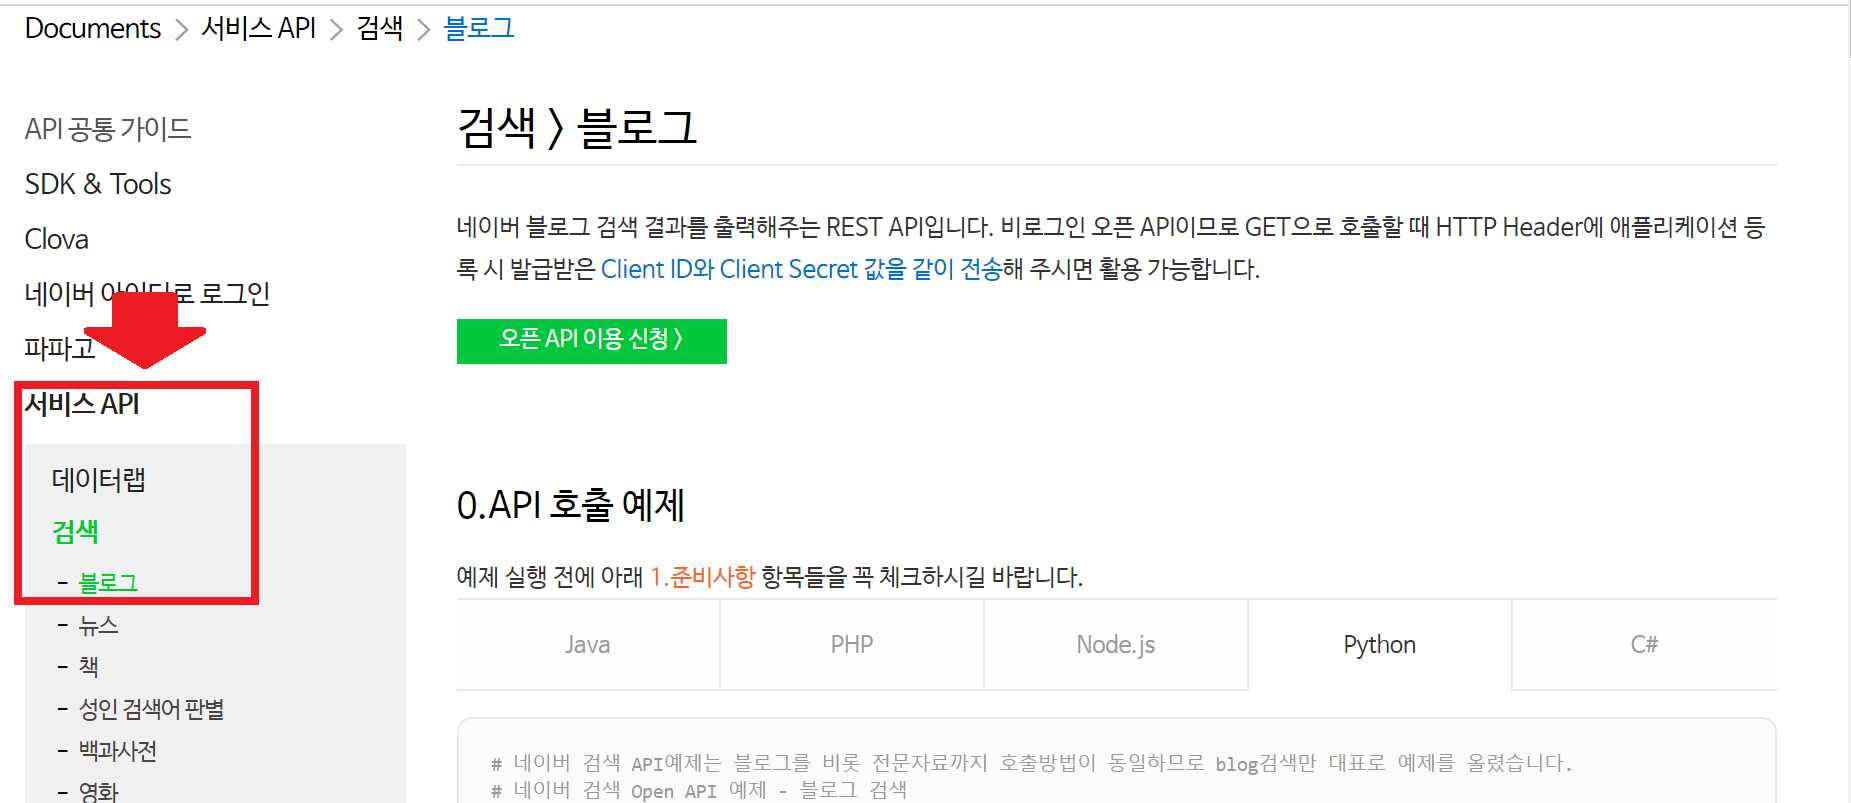 Documents > 서비스 API > 검색 > 블로그
API 공통 가이드
SDK & Tools
Clova
네이버 아이디로 로그인
파파고
서비스 API
데이터랩
검색
- 블로그
- 뉴스
- 책
- 성인 검색어 판별
- 백과사전
- 영화
검색 > 블로그
네이버 블로그 검색 결과를 출력해주는 REST API입니다. 비로그인 오픈 API이므로 GET으로 호출할 때 HTTP Header에 애플리케이션 등
록 시 발급받은 Client ID와 Client Secret 값을 같이 전송해 주시면 활용 가능합니다.
오픈 API 이용 신청 >
0.API 호출 예제
예제 실행 전에 아래 1.준비사항 항목들을 꼭 체크하시길 바랍니다.
Java PHP Node.js Python C#
# 네이버 검색 API예제는 블로그를 비롯 전문자료까지 호출방법이 동일하므로 blog검색만 대표로 예제를 올렸습니다.
# 네이버 검색 Open API 예제 - 블로그 검색